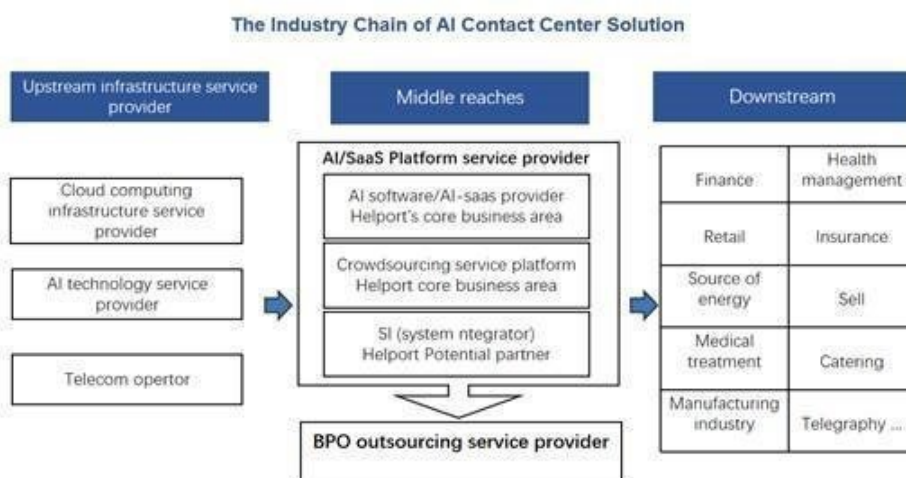 The Industry Chain of AI Contact Center Solution
Upstream infrastructure service
provider
Middle reaches
Downstream
Cloud computing
infrastructure service
provider
AI technology service
provider
Telecom opertor
AI/SaaS Platform service provider
AI software/AI-saas provider
Helport's core business area
Crowdsourcing service platform
Helport core business area
SI (system ntegrator)
Helport Potential partner
BPO outsourcing service provider
Finance
Health
management
Retail
Insurance
Source of
energy
Sell
Medical
treatment
Catering
Manufacturing
industry
Telegraphy ...